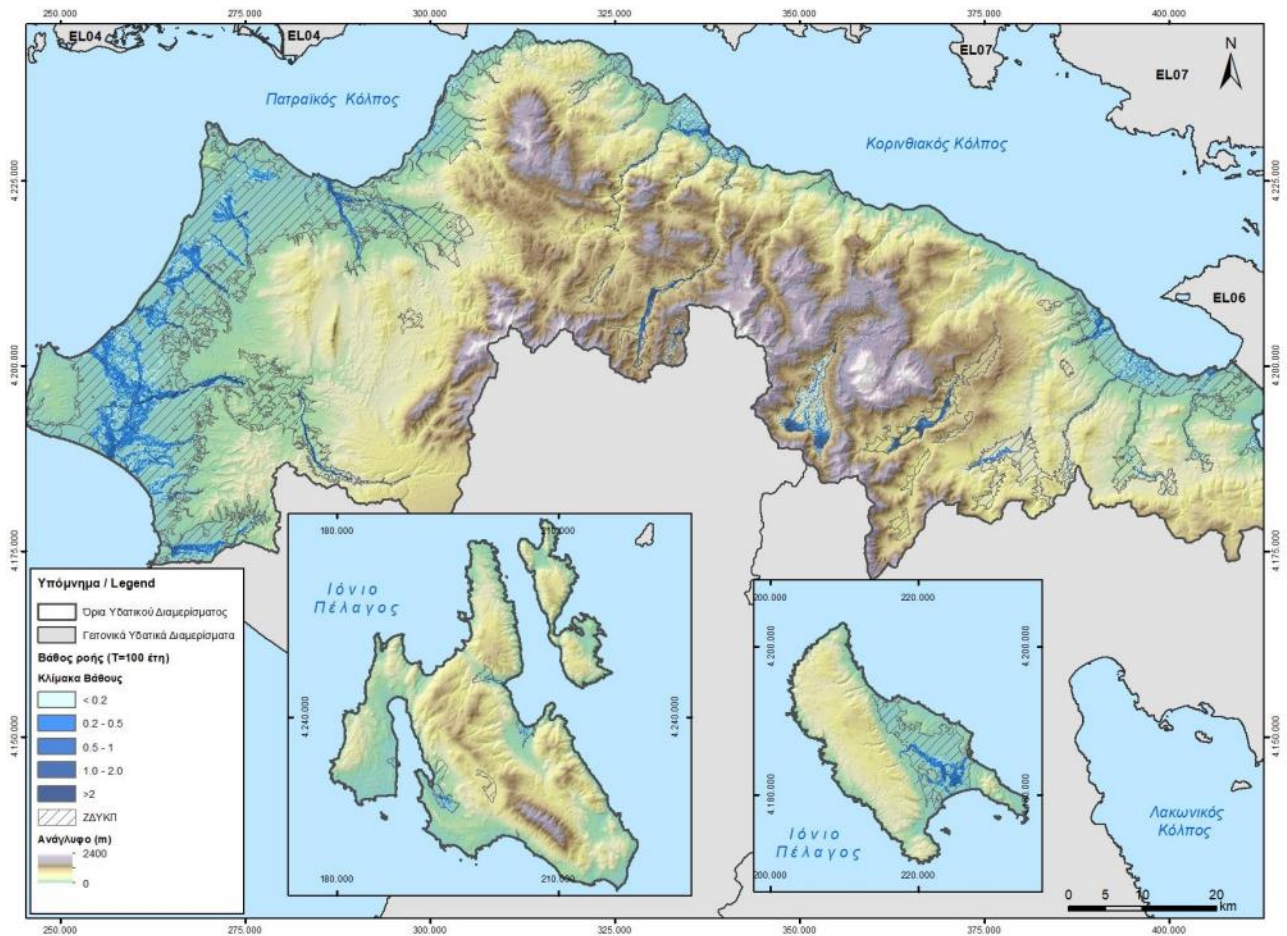 250.000 275.000 300.000 325.000 350.000 375.000 400.000
EL04 EL04 EL07 EL07
N
Πατραϊκός Κόλπος
Κορινθιακός Κόλπος
4.225.000 4.225.000
EL06
4.200.000 4.200.000
4.175.000 4.175.000
180.000 210.000
Ιόνιο
Πέλαγος
4.240.000 4.240.000
180.000 210.000
200.000 220.000
4.200.000 4.200.000
4.180.000 4.180.000
Ιόνιο
Πέλαγος
200.000 220.000
4.150.000 4.150.000
Λακωνικός
Κόλπος
Υπόμνημα / Legend
Όρια Υδατικού Διαμερίσματος
Γειτονικά Υδατικά Διαμερίσματα
Βάθος ροής (T=100 έτη)
Κλίμακα Βάθους
< 0.2
0.2 - 0.5
0.5 - 1
1.0 - 2.0
>2
ΖΔΥΚΠ
Ανάγλυφο (m)
2400
0
0 5 10 20
km
250.000 275.000 300.000 325.000 350.000 375.000 400.000